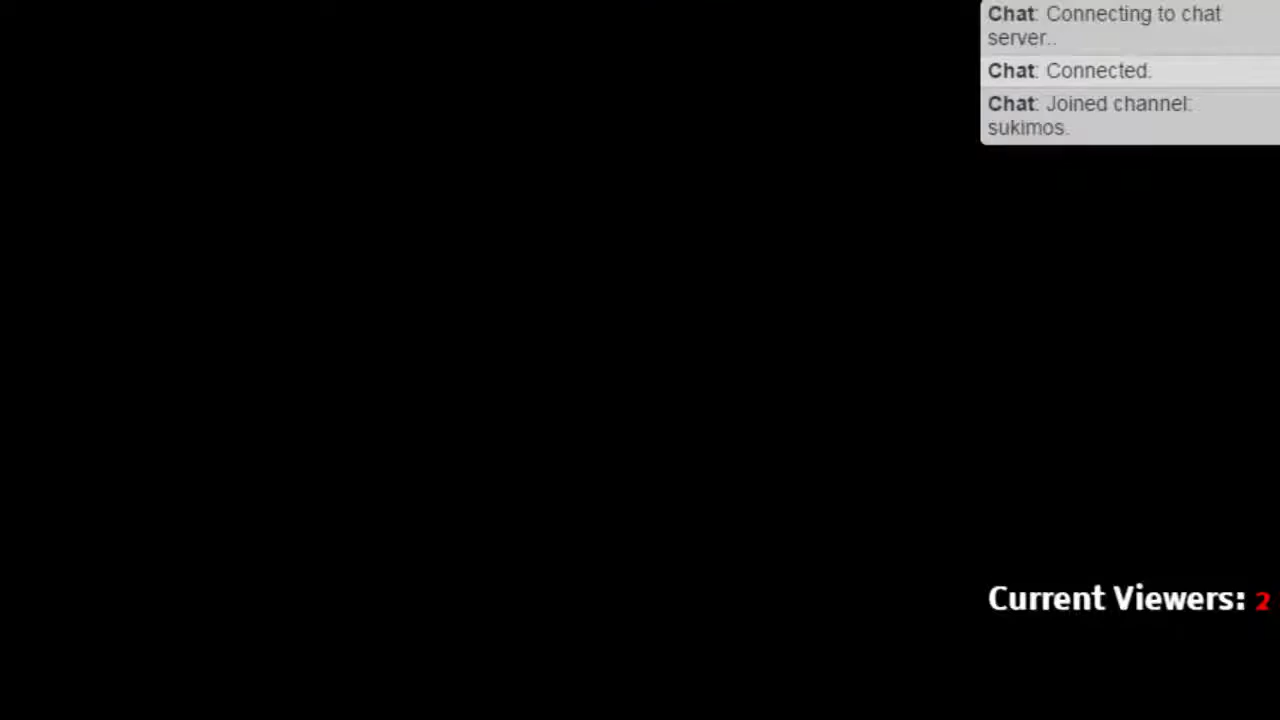 Chat: Connecting to chat
server..
Chat: Connected.
Chat: Joined channel:
sukimos.
Current Viewers: 2